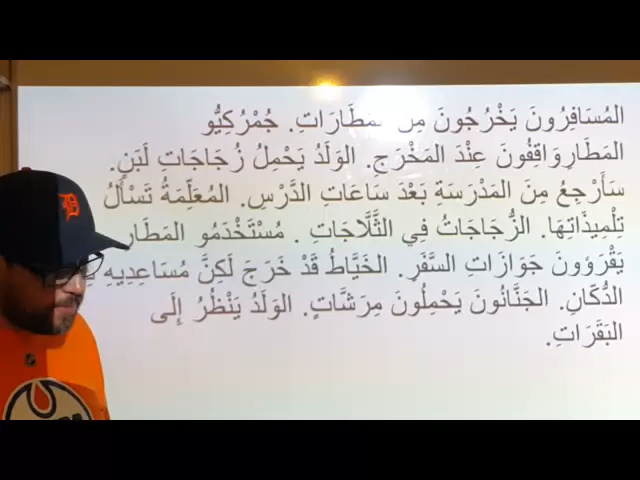 المُسَافِرُونَ يَخْرُجُونَ مِنَ المَطَارَاتِ. جُمْرُكِيُّو
المَطَارِ وَاقِفُونَ عِنْدَ المَخْرَجِ. الوَلَدُ يَحْمِلُ زُجَاجَاتِ لَبَنٍ.
سَأَرْجِعُ مِنَ المَدْرَسَةِ بَعْدَ سَاعَاتِ الدَّرْسِ. المُعَلِّمَةُ تَسْأَلُ
تِلْمِيذَاتِهَا. الزُّجَاجَاتُ فِي الثَّلَّاجَاتِ . مُسْتَخْدَمُو المَطَارِ
يَقْرَؤونَ جَوَازَاتِ السَّفَرِ. الخَيَّاطُ قَدْ خَرَجَ لَكِنَّ مُسَاعِدِيهِ
الدُّكَانِ. الجَنَّانُونَ يَحْمِلُونَ مِرَشَّاتٍ. الوَلَدُ يَنْظُرُ إِلَى
البَقَرَاتِ.